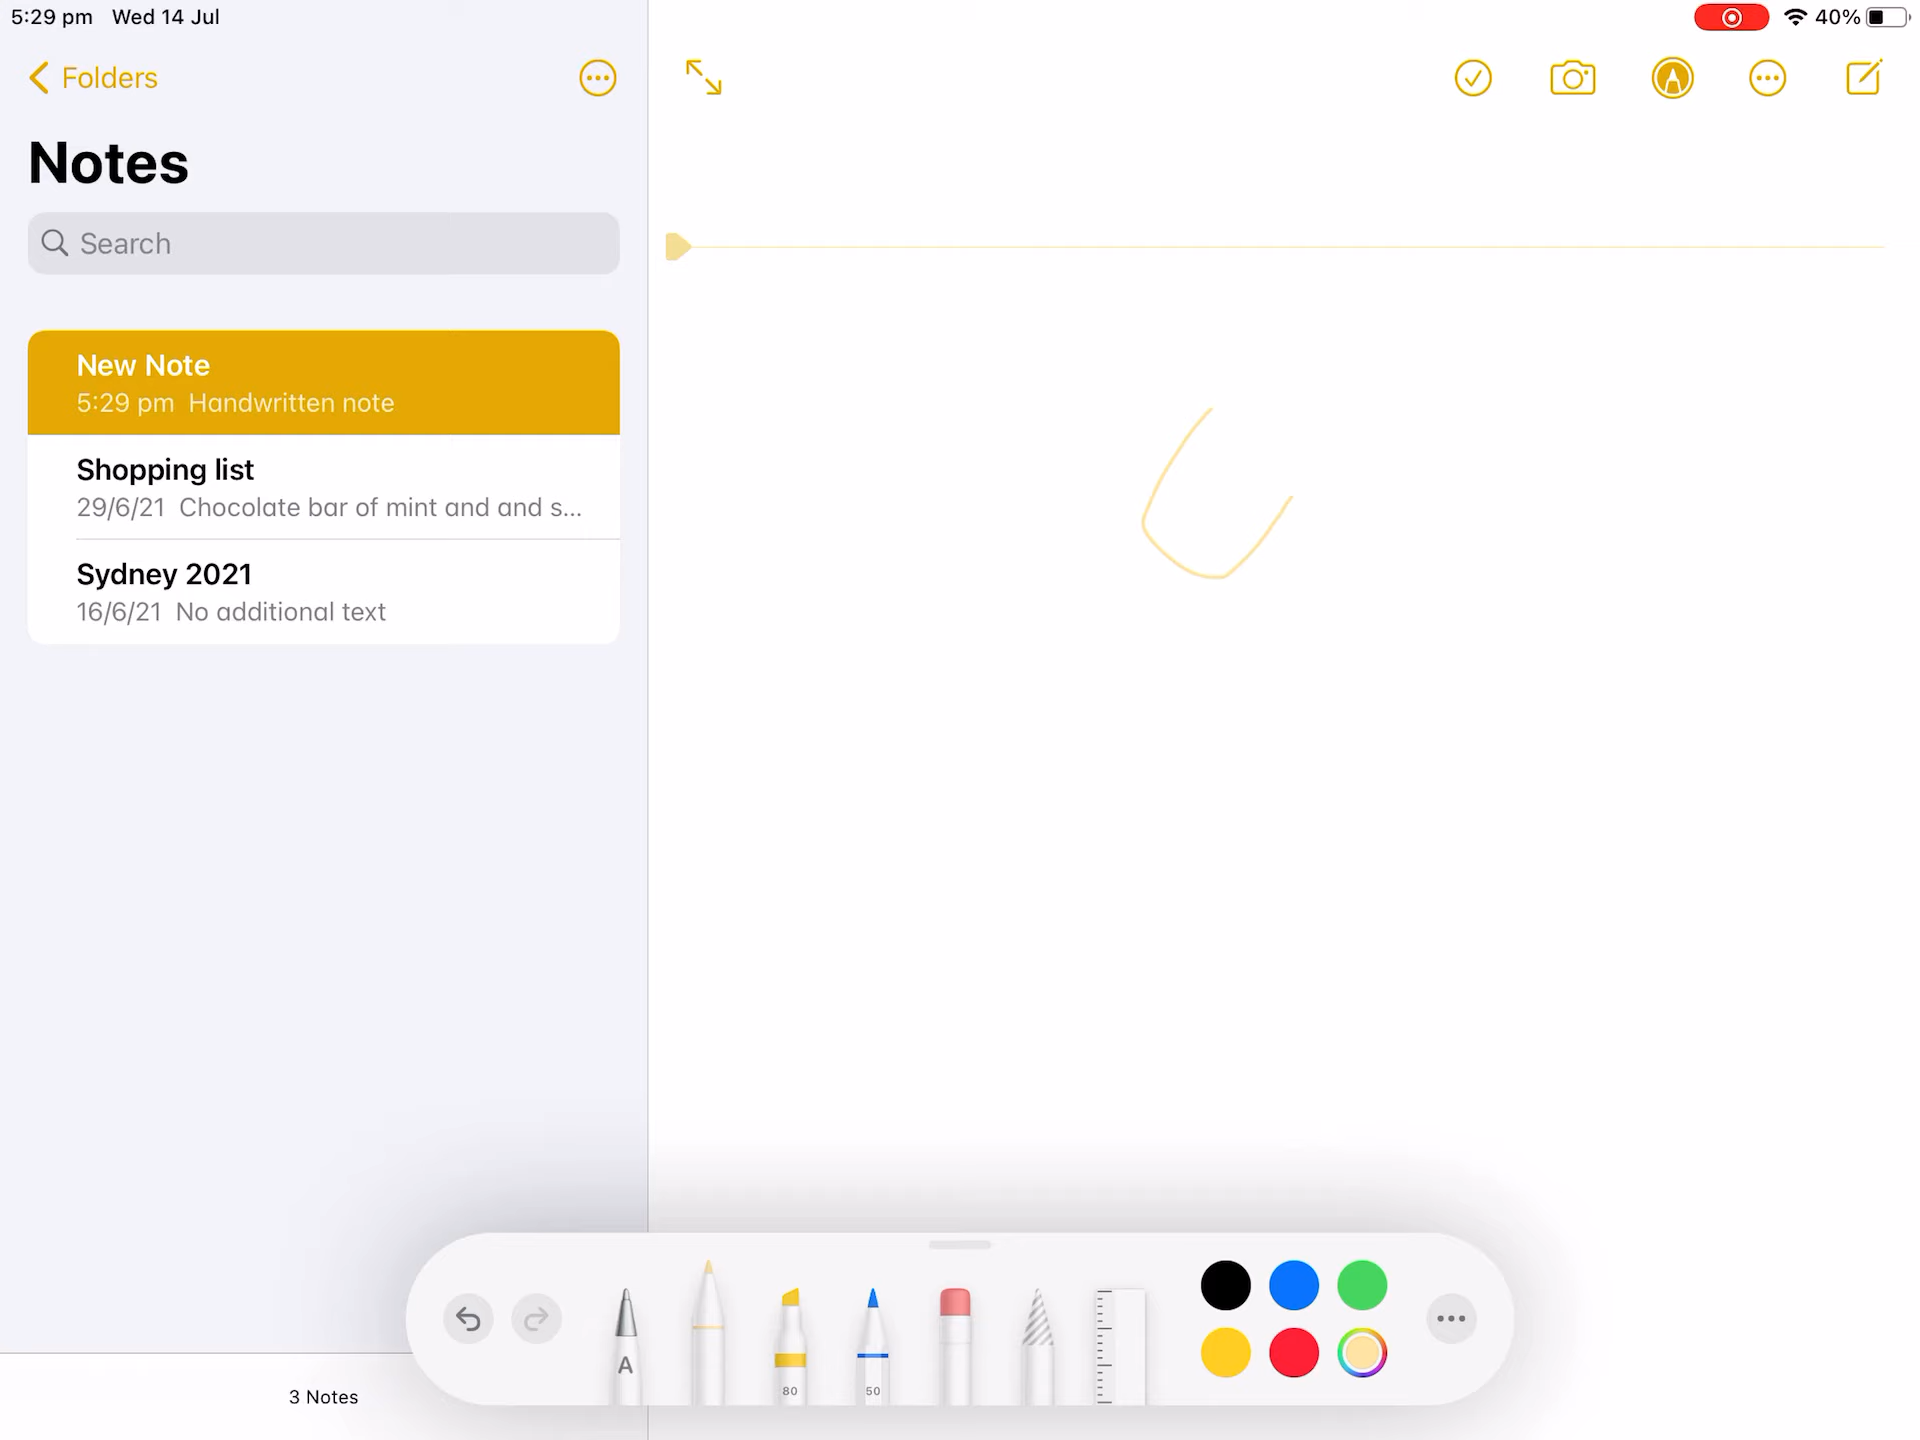 5:29 pm Wed 14 Jul 40%
Folders
Notes
Search
New Note
5:29 pm Handwritten note
Shopping list
29/6/21 Chocolate bar of mint and and s...
Sydney 2021
16/6/21 No additional text
3 Notes
A
80
50